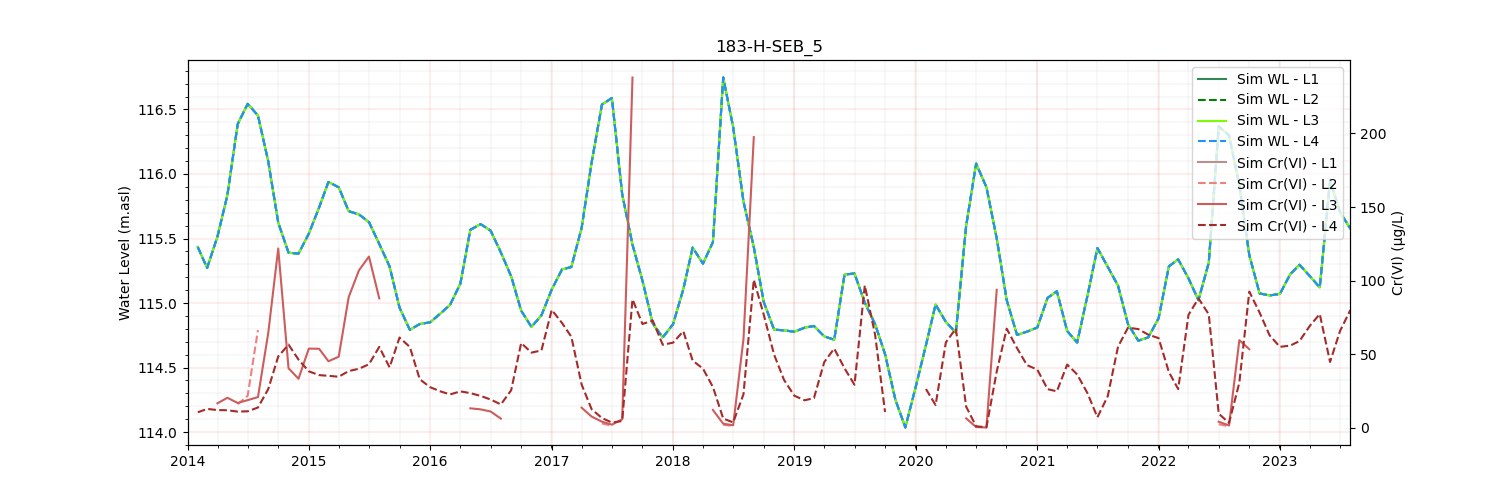 183-H-SEB_5
Water Level (m.asl)
116.5
116.0
115.5
115.0
114.5
114.0
Sim WL - L1
Sim WL - L2
Sim WL - L3
Sim WL - L4
Sim Cr(VI) - L1
Sim Cr(VI) - L2
Sim Cr(VI) - L3
Sim Cr(VI) - L4
200
150
100
50
0
Cr(VI) (µg/L)
2014 2015 2016 2017 2018 2019 2020 2021 2022 2023